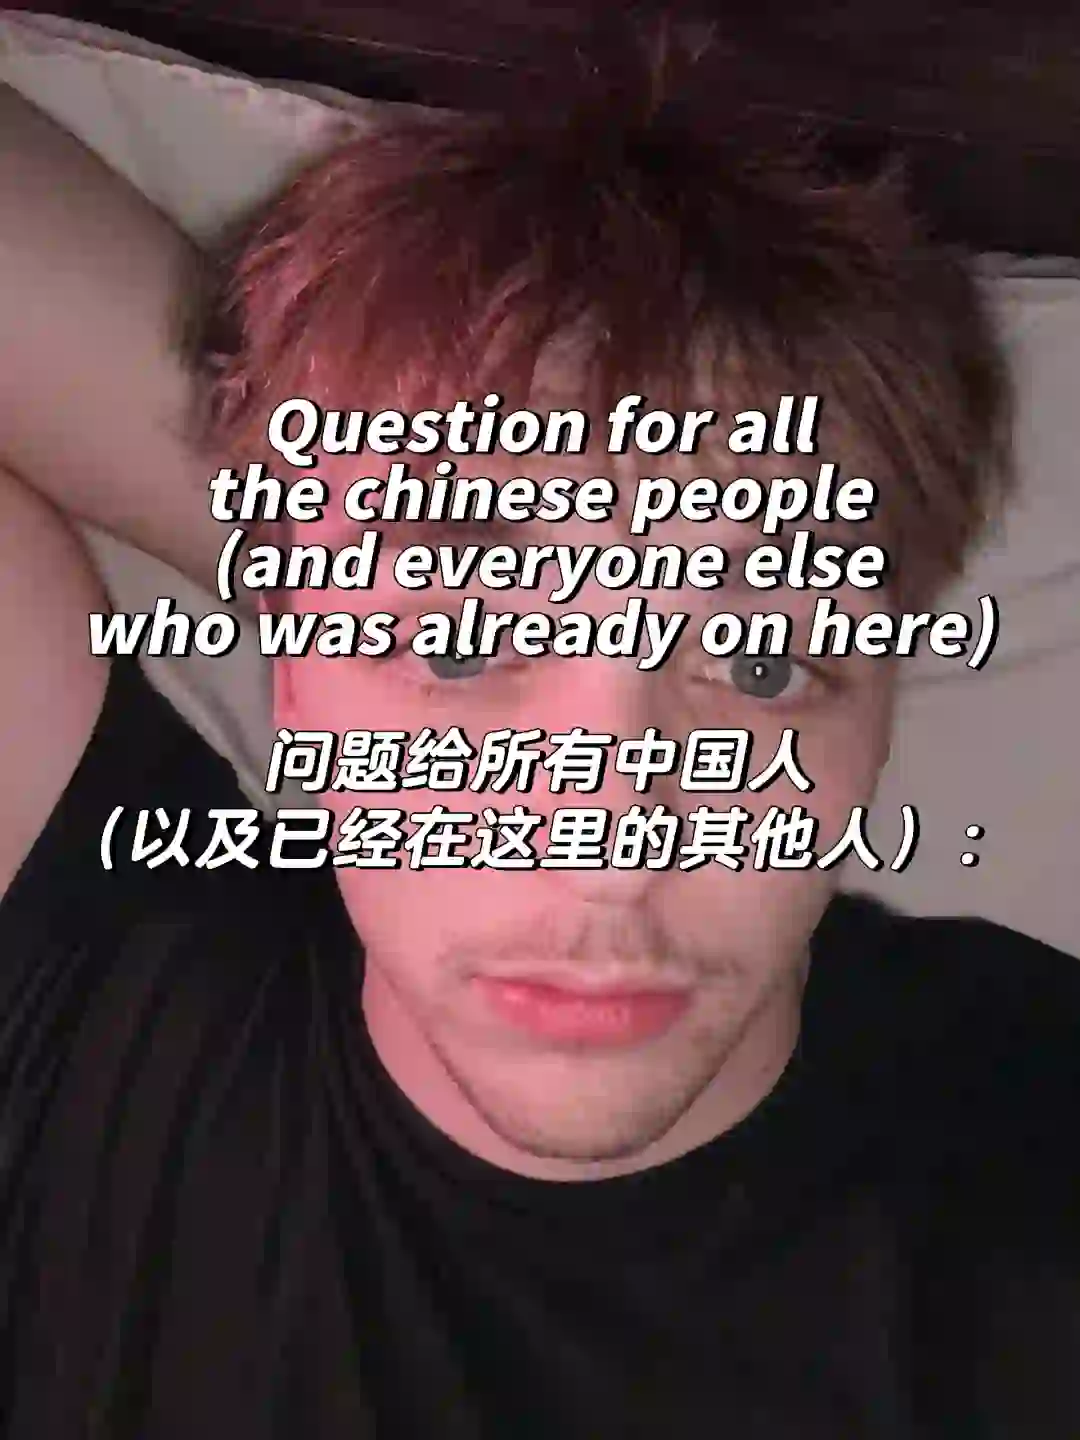 Question for all
the chinese people
(and everyone else
who was already on here)
问题给所有中国人
（以及已经在这里的其他人）：